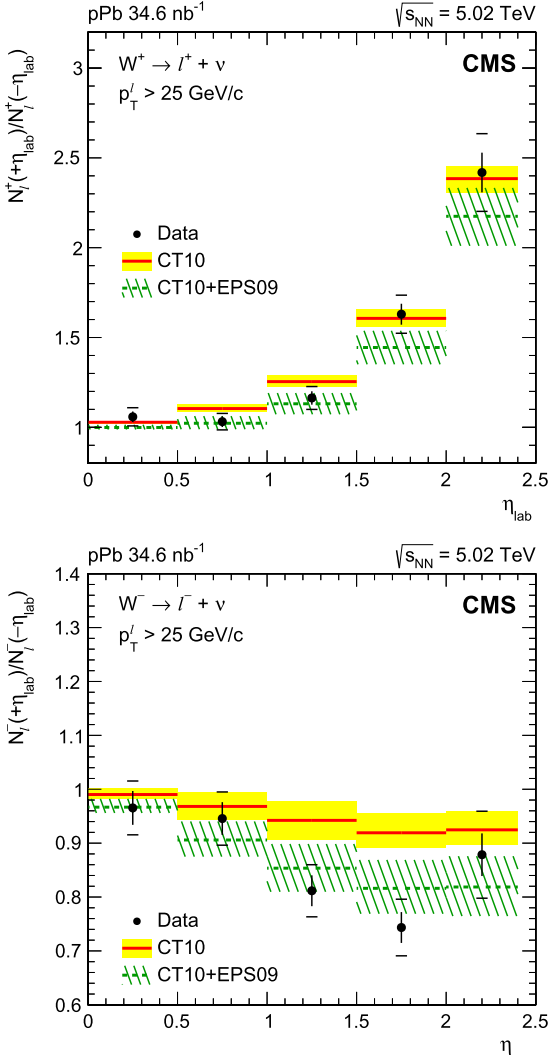 pPb 34.6 nb⁻¹ √sNN = 5.02 TeV
W⁺ → l⁺ + ν CMS
pTˡ > 25 GeV/c
Nₗ⁺(+ηlab)/Nₗ⁺(-ηlab)
3
2.5
2
1.5
1
Data
CT10
CT10+EPS09
0 0.5 1 1.5 2 2.5
ηlab
pPb 34.6 nb⁻¹ √sNN = 5.02 TeV
W⁻ → l⁻ + ν CMS
pTˡ > 25 GeV/c
Nₗ⁻(+ηlab)/Nₗ⁻(-ηlab)
1.4
1.3
1.2
1.1
1
0.9
0.8
0.7
0.6
Data
CT10
CT10+EPS09
0 0.5 1 1.5 2 2.5
η